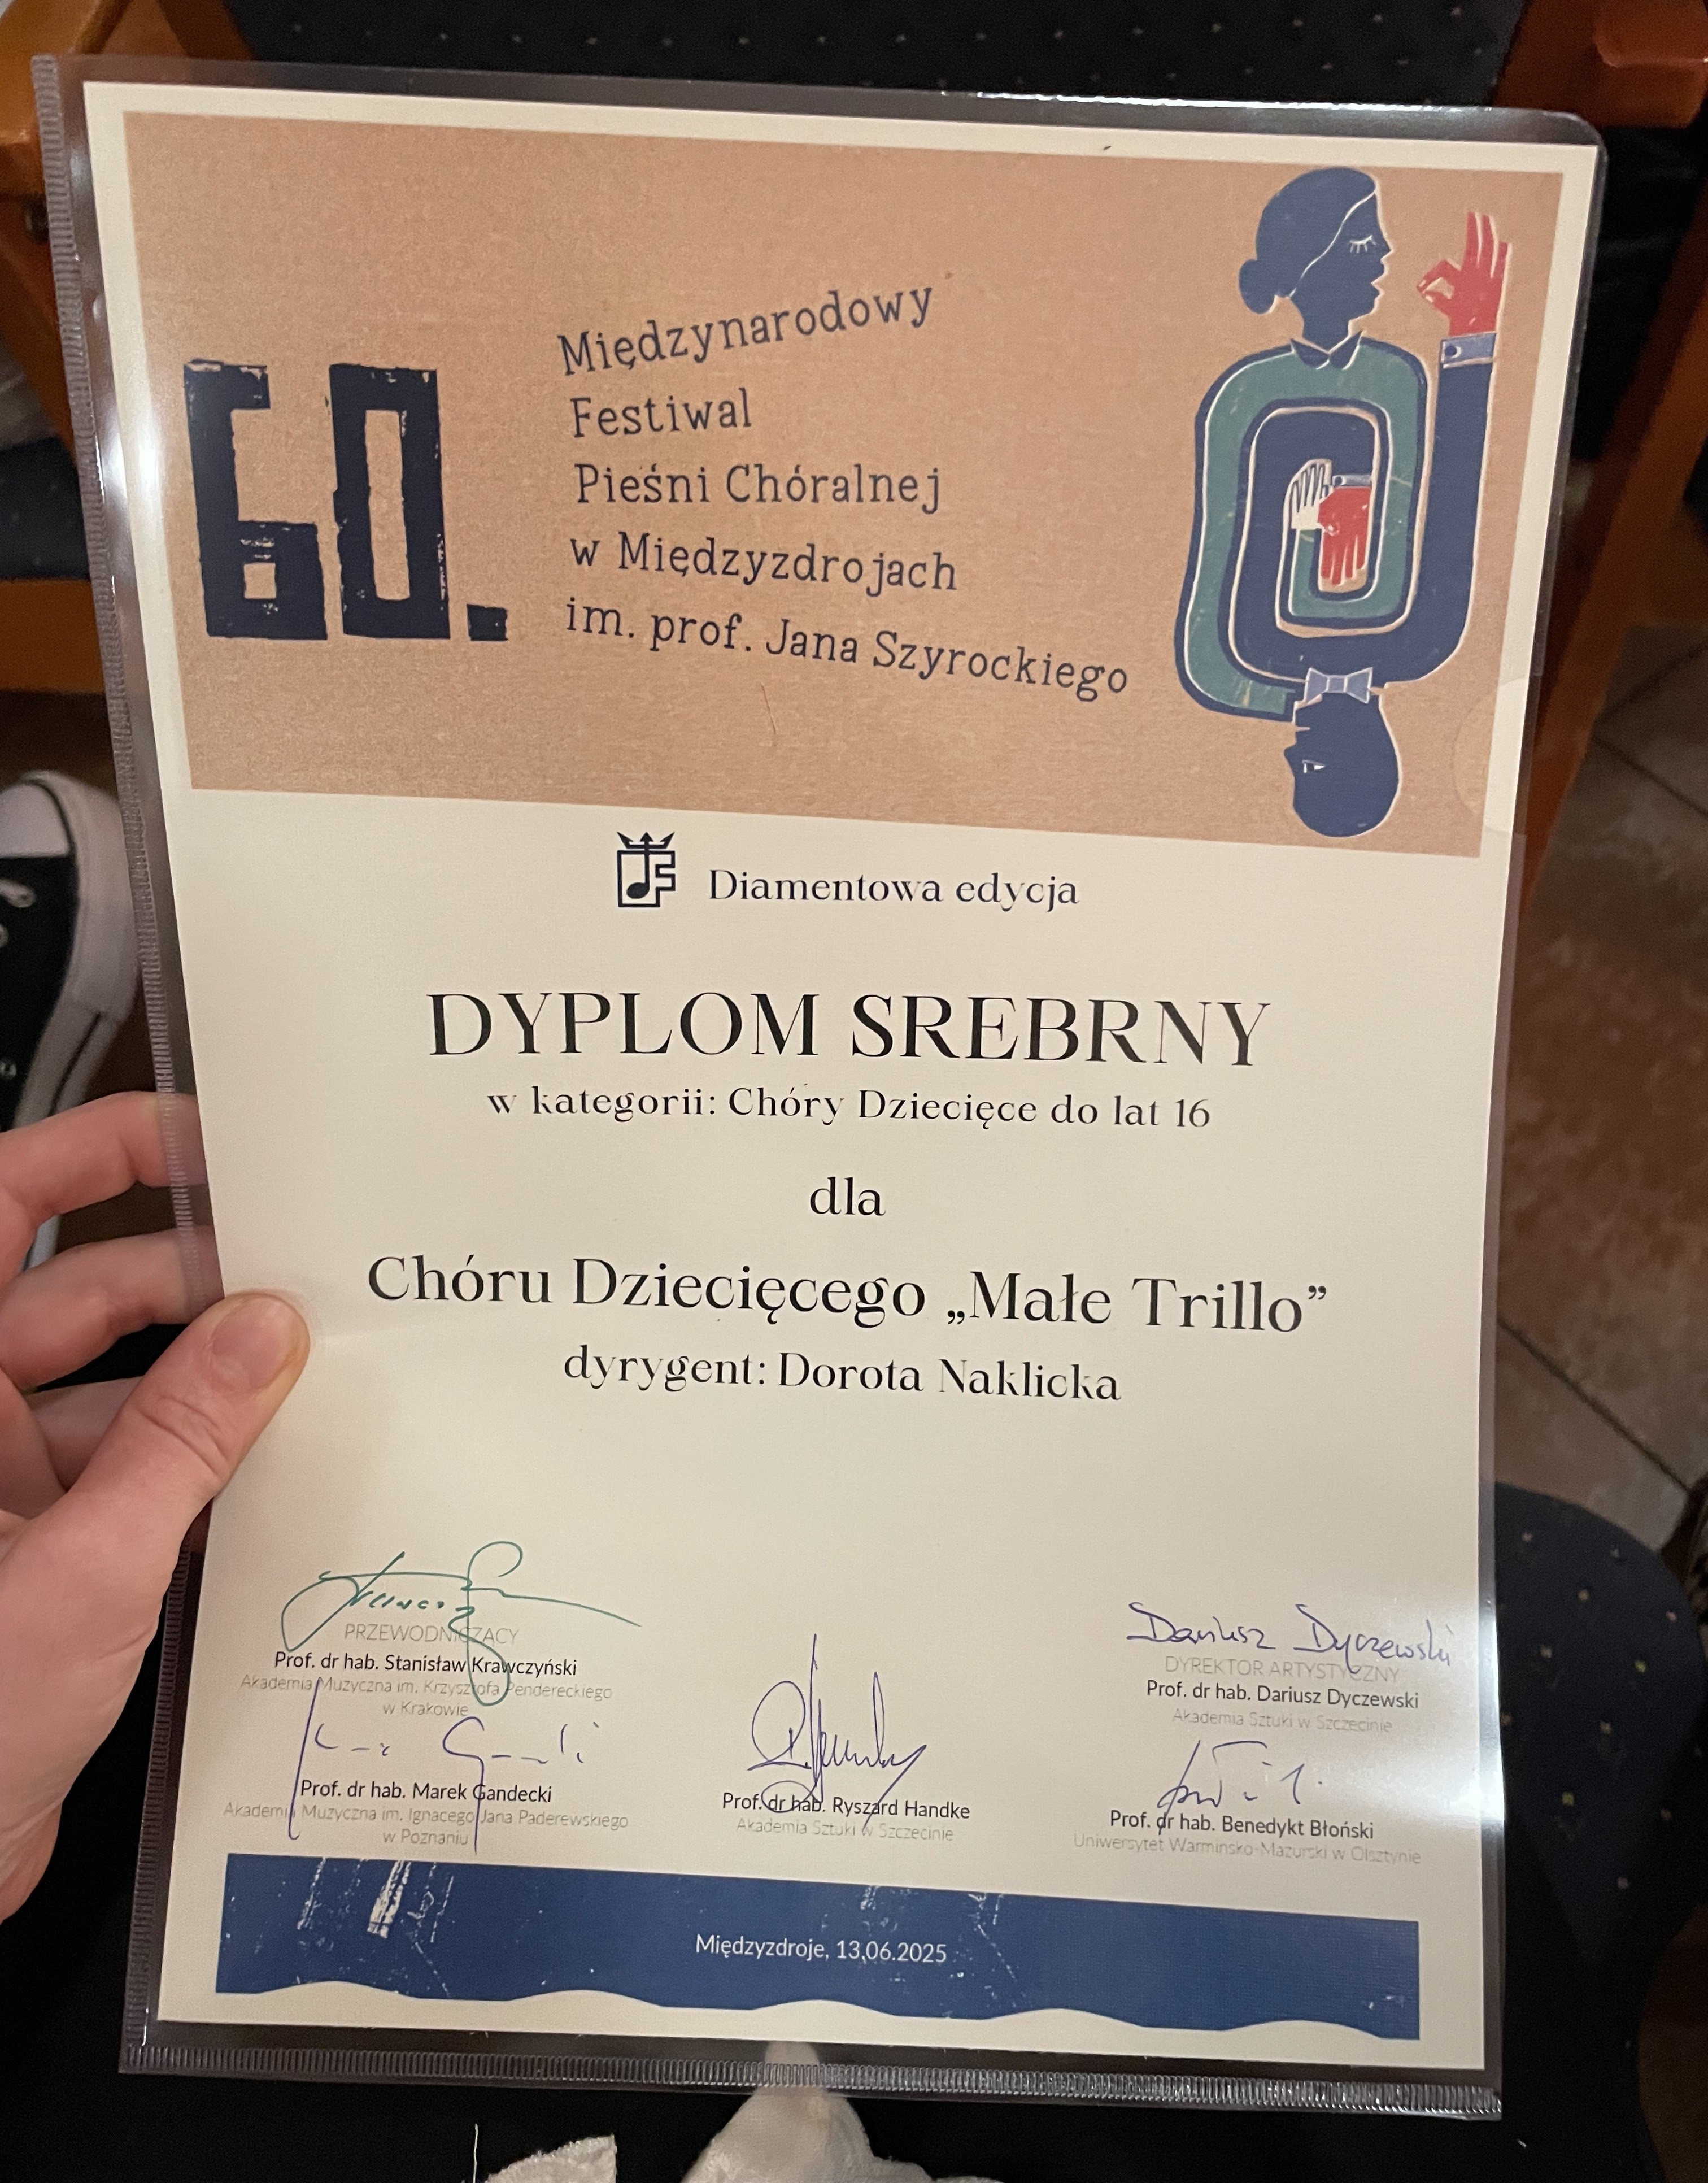 60.
Międzynarodowy
Festiwal
Pieśni Chóralnej
w Międzyzdrojach
im. prof. Jana Szyrockiego
Diamentowa edycja
DYPLOM SREBRNY
w kategorii: Chóry Dziecięce do lat 16
dla
Chóru Dziecięcego „Małe Trillo”
dyrygent: Dorota Naklicka
PRZEWODNICZĄCY
Prof. dr hab. Stanisław Krawczyński
Akademia Muzyczna im. Krzysztofa Pendereckiego
w Krakowie
Dariusz Dyczewski
DYREKTOR ARTYSTYCZNY
Prof. dr hab. Dariusz Dyczewski
Akademia Sztuki w Szczecinie
Prof. dr hab. Marek Gandecki
Akademia Muzyczna im. Ignacego Jana Paderewskiego
w Poznaniu
Prof. dr hab. Ryszard Handke
Akademia Sztuki w Szczecinie
Prof. dr hab. Benedykt Błoński
Uniwersytet Warminsko-Mazurski w Olsztynie
Międzyzdroje, 13.06.2025